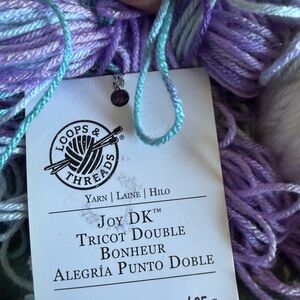 LOOPS &
THREADS®
YARN | LAINE | HILO
JOY DK™
TRICOT DOUBLE
BONHEUR
ALEGRÍA PUNTO DOBLE